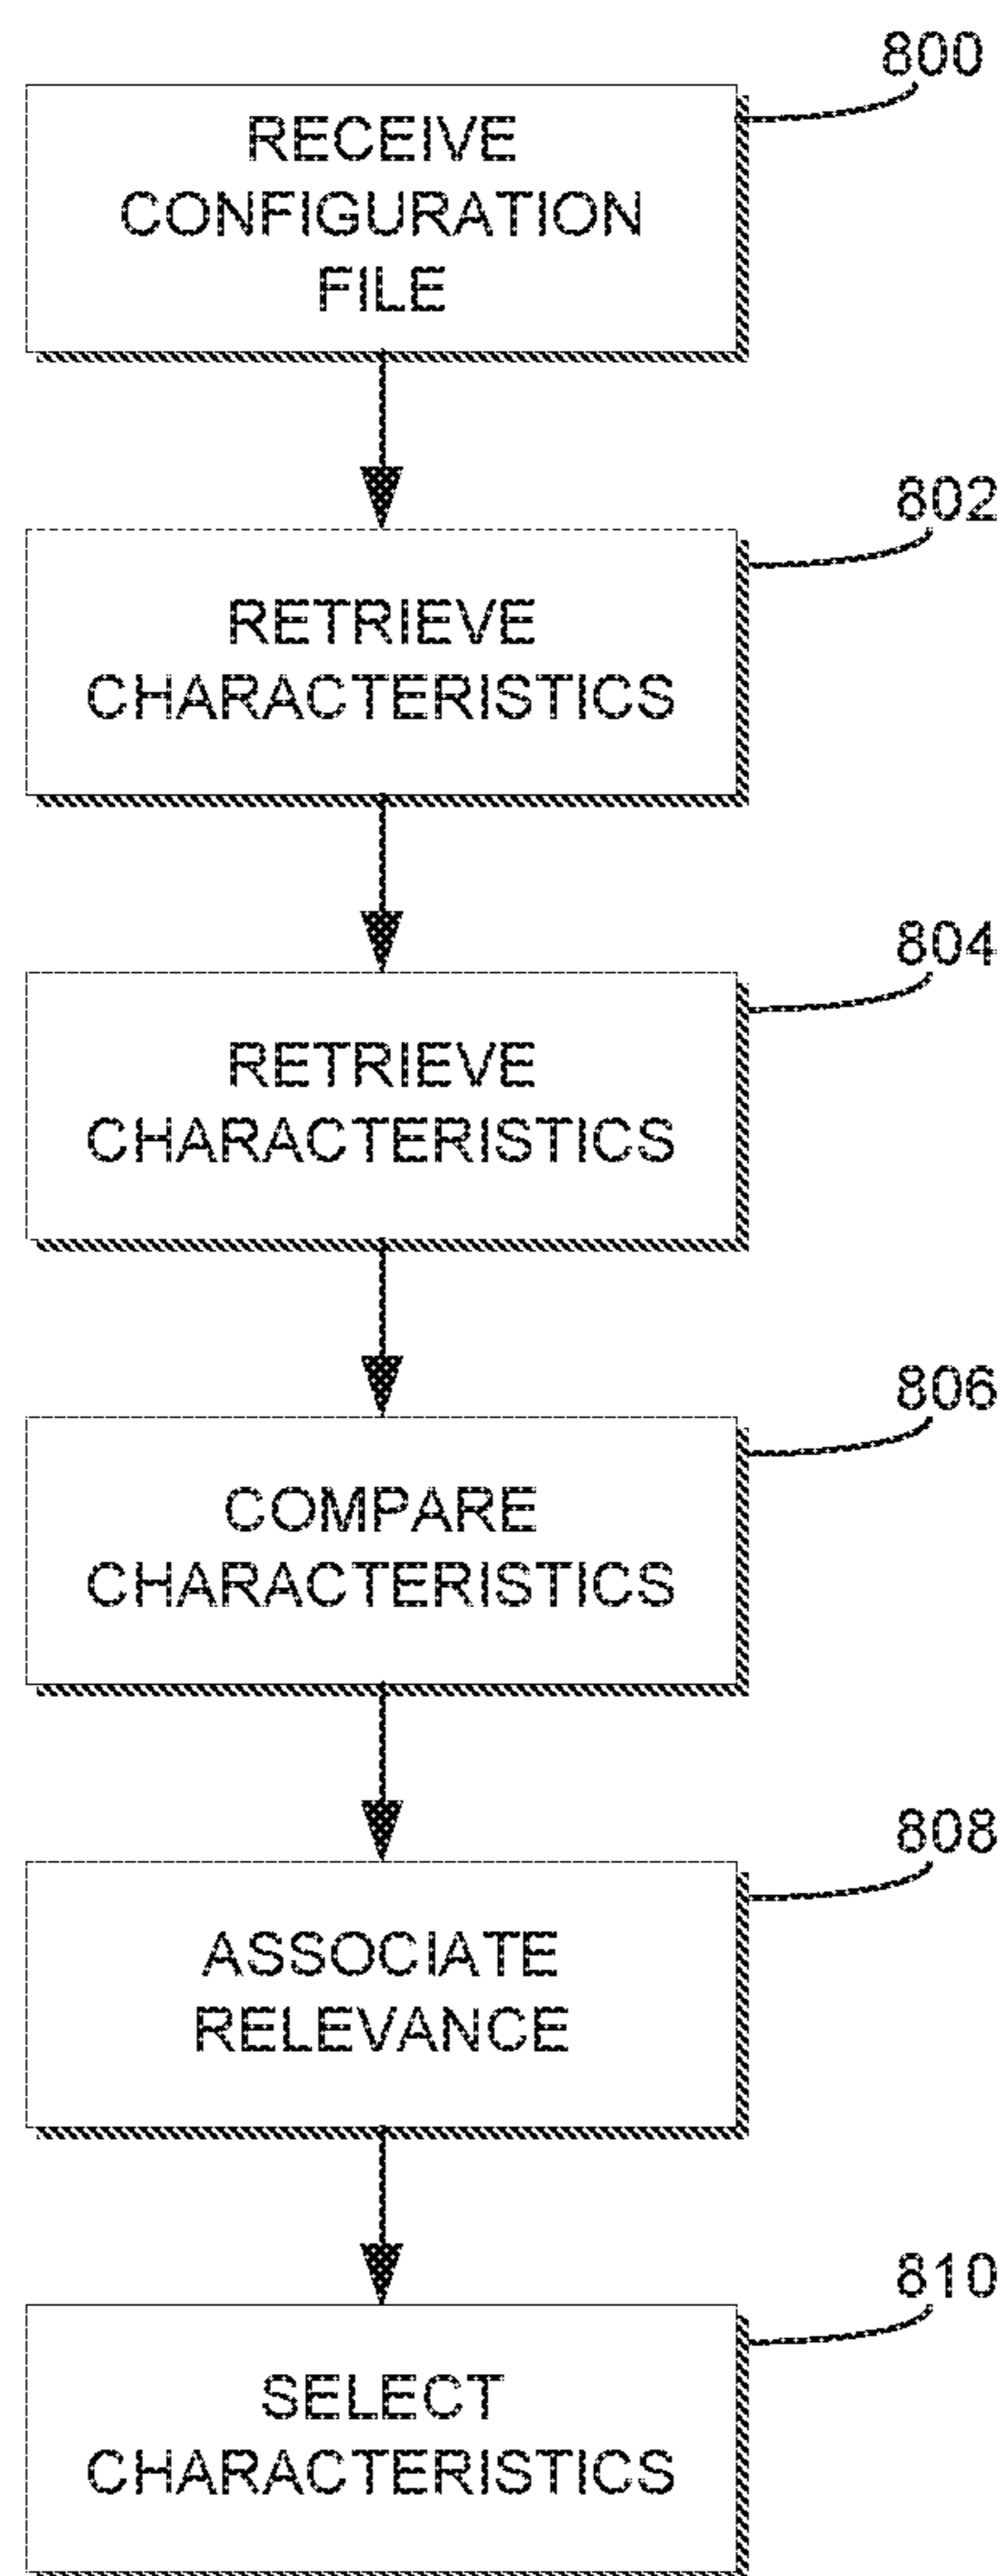 800
RECEIVE
CONFIGURATION
FILE
802
RETRIEVE
CHARACTERISTICS
804
RETRIEVE
CHARACTERISTICS
806
COMPARE
CHARACTERISTICS
808
ASSOCIATE
RELEVANCE
810
SELECT
CHARACTERISTICS